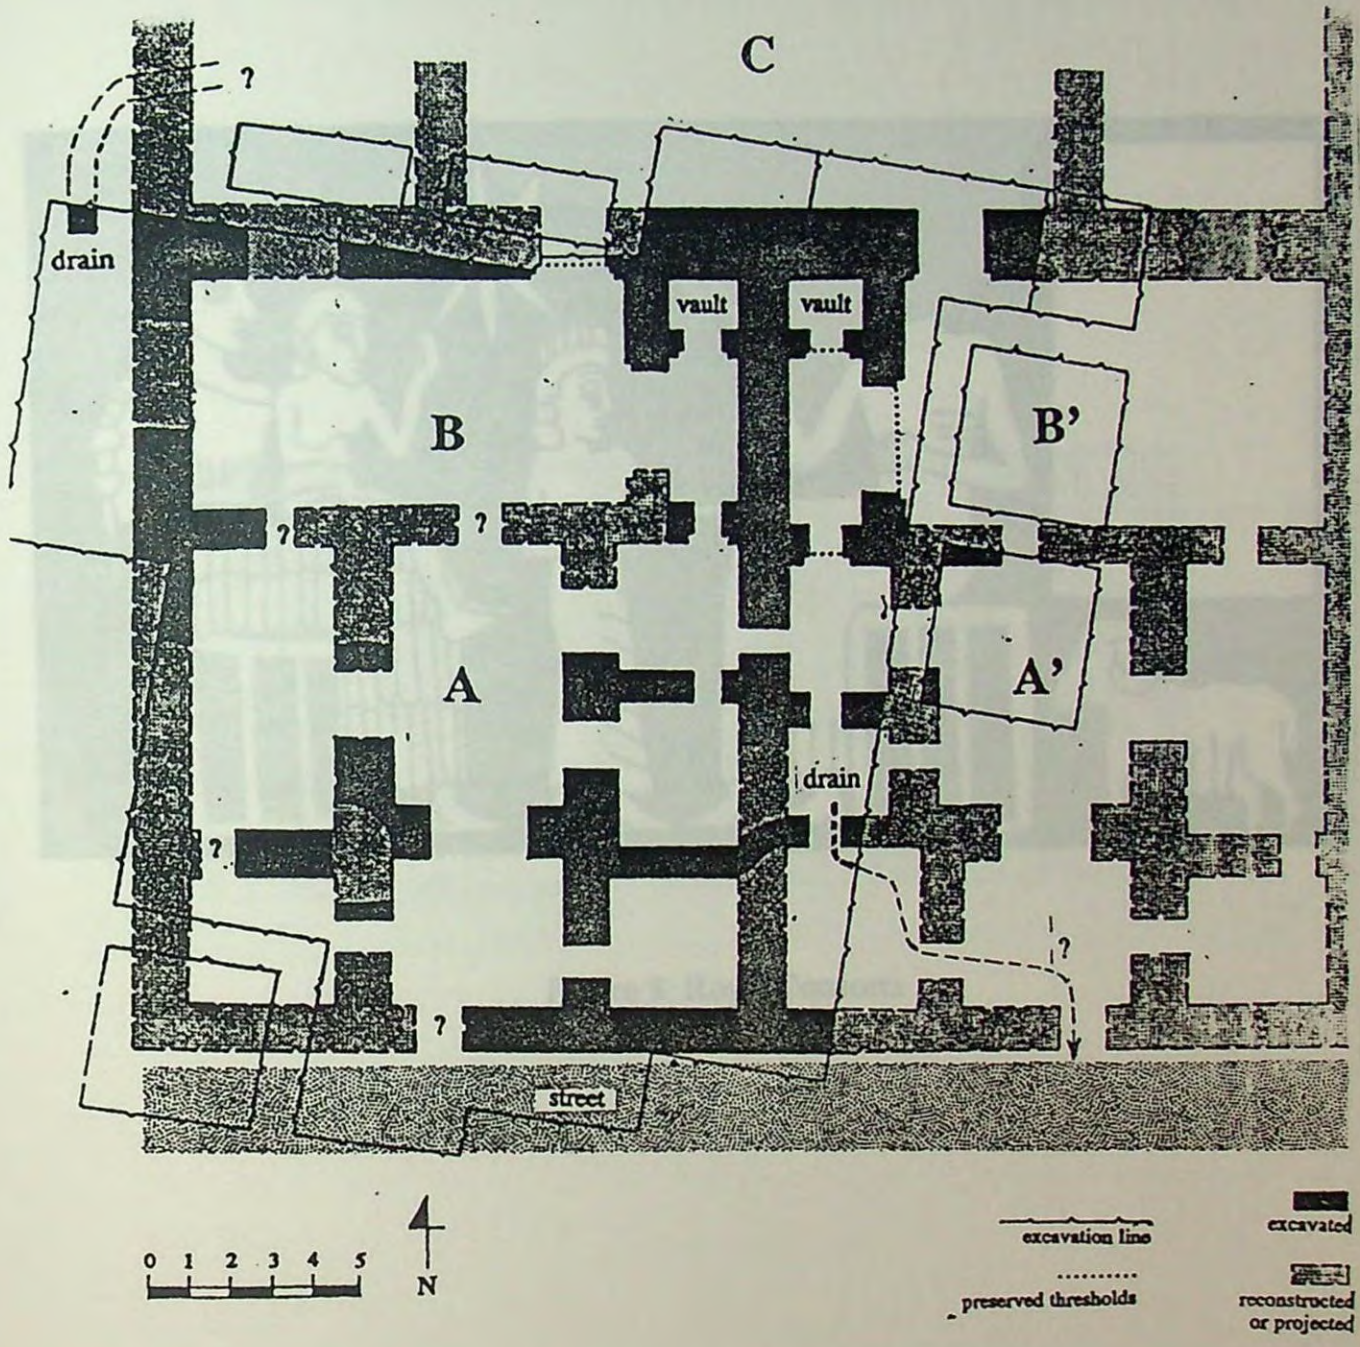 C
?
drain
vault vault
B
B’
? ?
A
A’
drain
?
?
?
street
0 1 2 3 4 5
N
excavation line
preserved thresholds
excavated
reconstructed
or projected